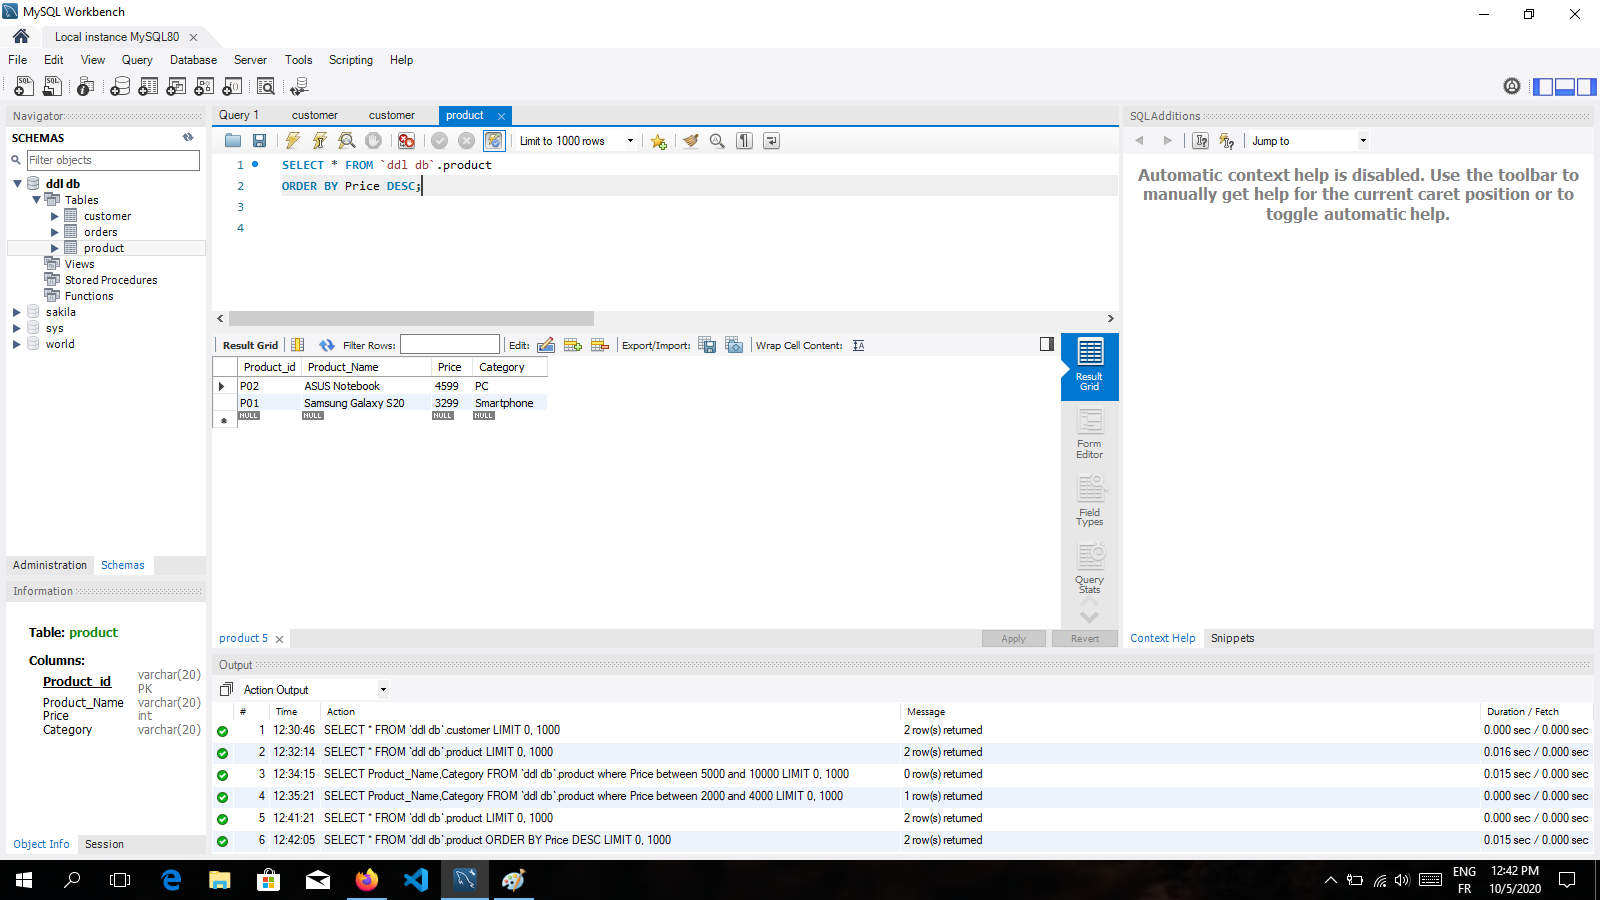 MySQL Workbench
Local instance MySQL80
File Edit View Query Database Server Tools Scripting Help
Navigator
SCHEMAS
Filter objects
ddl db
Tables
customer
orders
product
Views
Stored Procedures
Functions
sakila
sys
world
Administration Schemas
Information
Table: product
Columns:
Product_id varchar(20) PK
Product_Name varchar(20)
Price int
Category varchar(20)
Object Info Session
Query 1 customer customer product
Limit to 1000 rows
1 SELECT * FROM `ddl db`.product
2 ORDER BY Price DESC;
3
4
Result Grid Filter Rows: Edit: Export/Import: Wrap Cell Content:
Product_id Product_Name Price Category
P02 ASUS Notebook 4599 PC
P01 Samsung Galaxy S20 3299 Smartphone
NULL NULL NULL NULL
Result Grid
Form Editor
Field Types
Query Stats
product 5 Apply Revert
SQLAdditions
Jump to
Automatic context help is disabled. Use the toolbar to
manually get help for the current caret position or to
toggle automatic help.
Context Help Snippets
Output
Action Output
# Time Action Message Duration / Fetch
1 12:30:46 SELECT * FROM `ddl db`.customer LIMIT 0, 1000 2 row(s) returned 0.000 sec / 0.000 sec
2 12:32:14 SELECT * FROM `ddl db`.product LIMIT 0, 1000 2 row(s) returned 0.016 sec / 0.000 sec
3 12:34:15 SELECT Product_Name,Category FROM `ddl db`.product where Price between 5000 and 10000 LIMIT 0, 1000 0 row(s) returned 0.015 sec / 0.000 sec
4 12:35:21 SELECT Product_Name,Category FROM `ddl db`.product where Price between 2000 and 4000 LIMIT 0, 1000 1 row(s) returned 0.000 sec / 0.000 sec
5 12:41:21 SELECT * FROM `ddl db`.product LIMIT 0, 1000 2 row(s) returned 0.000 sec / 0.000 sec
6 12:42:05 SELECT * FROM `ddl db`.product ORDER BY Price DESC LIMIT 0, 1000 2 row(s) returned 0.015 sec / 0.000 sec
ENG 12:42 PM
FR 10/5/2020